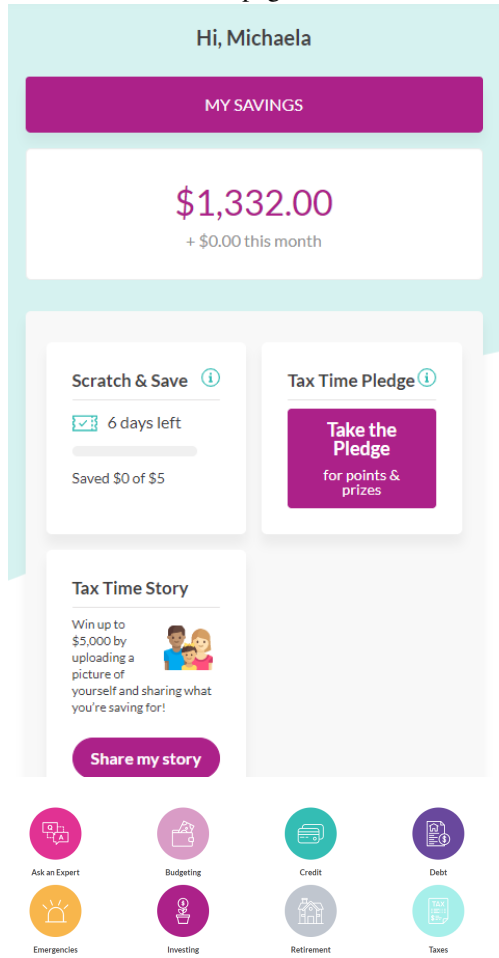 Hi, Michaela
MY SAVINGS
$1,332.00
+ $0.00 this month
Scratch & Save
6 days left
Saved $0 of $5
Tax Time Pledge
Take the
Pledge
for points &
prizes
Tax Time Story
Win up to
$5,000 by
uploading a
picture of
yourself and sharing what
you're saving for!
Share my story
Ask an Expert
Budgeting
Credit
Debt
Emergencies
Investing
Retirement
Taxes